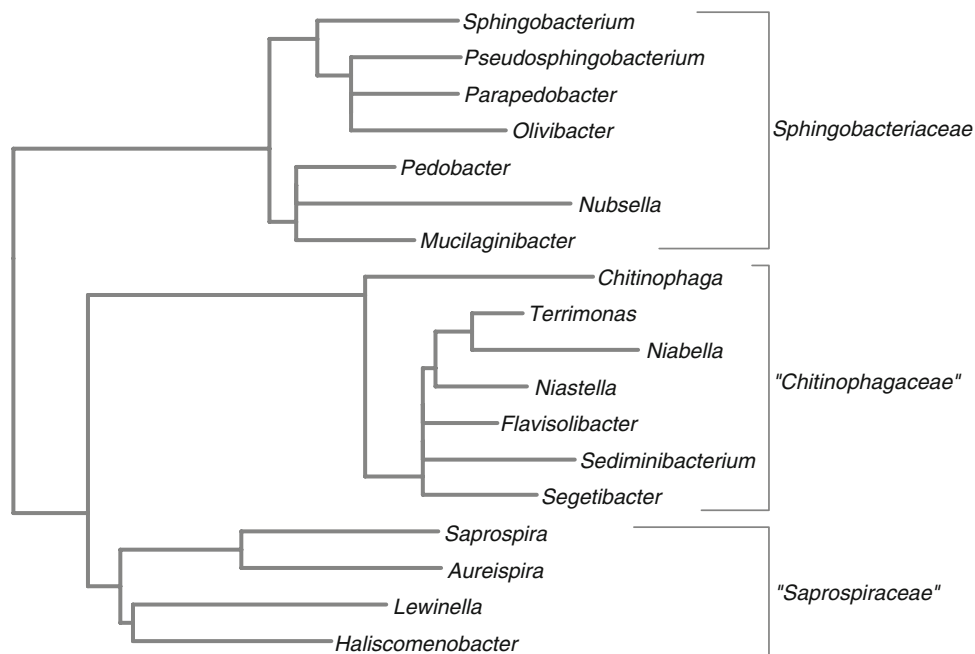 Sphingobacterium
Pseudosphingobacterium
Parapedobacter
Olivibacter
Sphingobacteriaceae
Pedobacter
Nubsella
Mucilaginibacter
Chitinophaga
Terrimonas
Niabella
"Chitinophagaceae"
Niastella
Flavisolibacter
Sediminibacterium
Segetibacter
Saprospira
Aureispira
"Saprospiraceae"
Lewinella
Haliscomenobacter